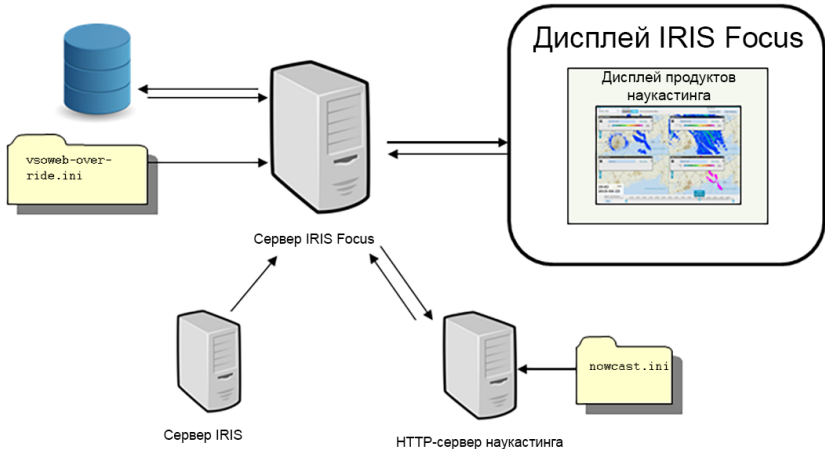 Дисплей IRIS Focus
Дисплей продуктов
наукастинга
vsoweb-over-
ride.ini
Сервер IRIS Focus
nowcast.ini
Сервер IRIS
HTTP-сервер наукастинга